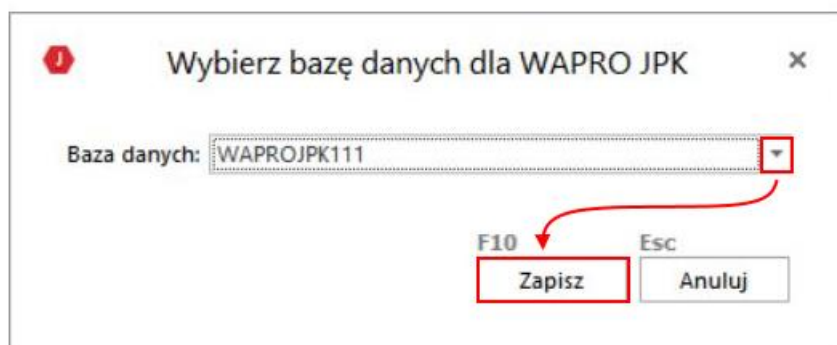 J
Wybierz bazę danych dla WAPRO JPK
Baza danych: WAPROJPK111
F10 Esc
Zapisz Anuluj